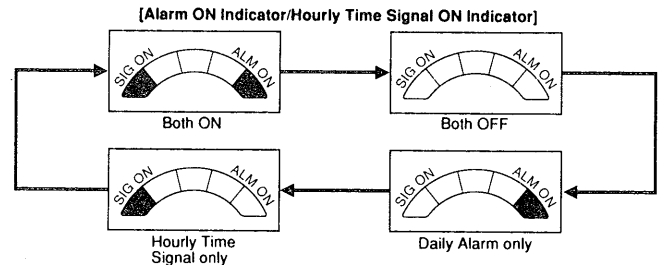 [Alarm ON Indicator/Hourly Time Signal ON Indicator]
SIG ON
ALM ON
Both ON
SIG ON
ALM ON
Both OFF
SIG ON
ALM ON
Hourly Time
Signal only
SIG ON
ALM ON
Daily Alarm only